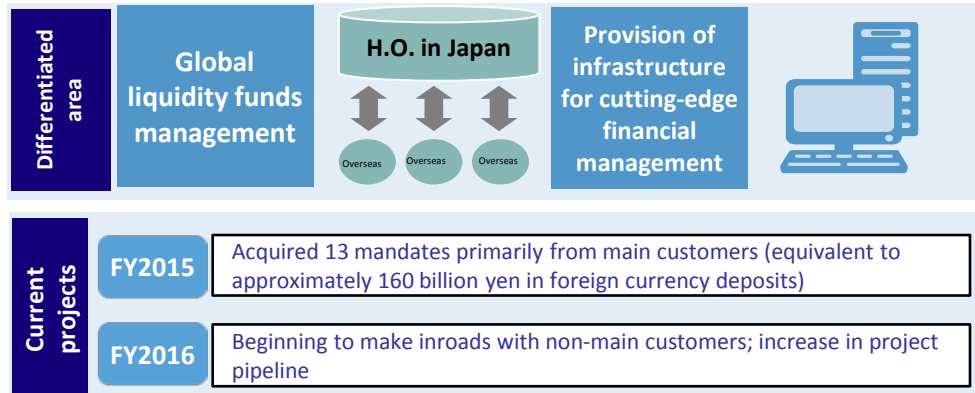 Differentiated
area
Global
liquidity funds
management
H.O. in Japan
Overseas
Overseas
Overseas
Provision of
infrastructure
for cutting-edge
financial
management
Current
projects
FY2015
Acquired 13 mandates primarily from main customers (equivalent to
approximately 160 billion yen in foreign currency deposits)
FY2016
Beginning to make inroads with non-main customers; increase in project
pipeline